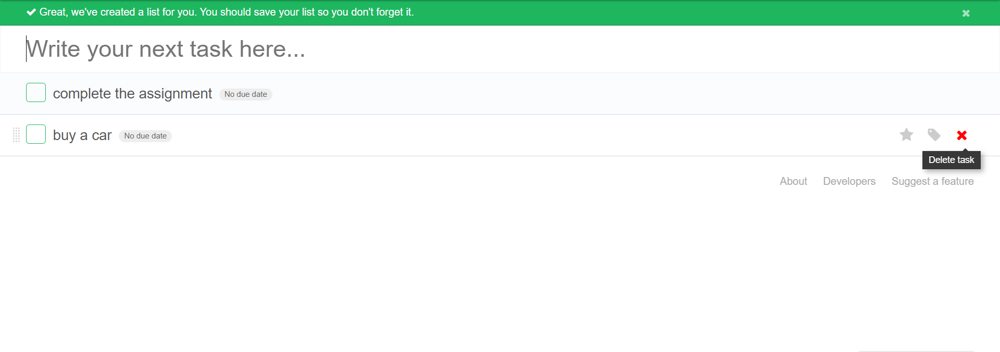 Great, we've created a list for you. You should save your list so you don't forget it.
Write your next task here...
complete the assignment No due date
buy a car No due date
Delete task
About Developers Suggest a feature